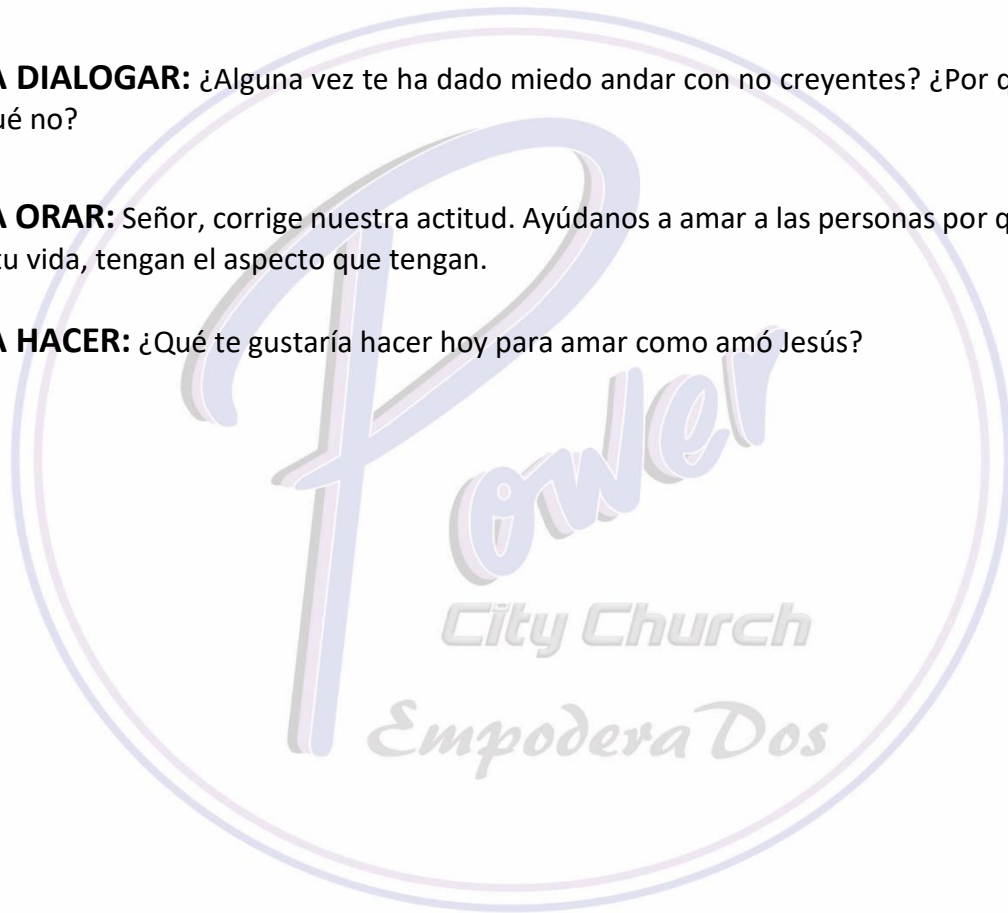 A DIALOGAR: ¿Alguna vez te ha dado miedo andar con no creyentes? ¿Por
ué no?
A ORAR: Señor, corrige nuestra actitud. Ayúdanos a amar a las personas por
tu vida, tengan el aspecto que tengan.
A HACER: ¿Qué te gustaría hacer hoy para amar como amó Jesús?
Power
City Church
EmpoderaDos